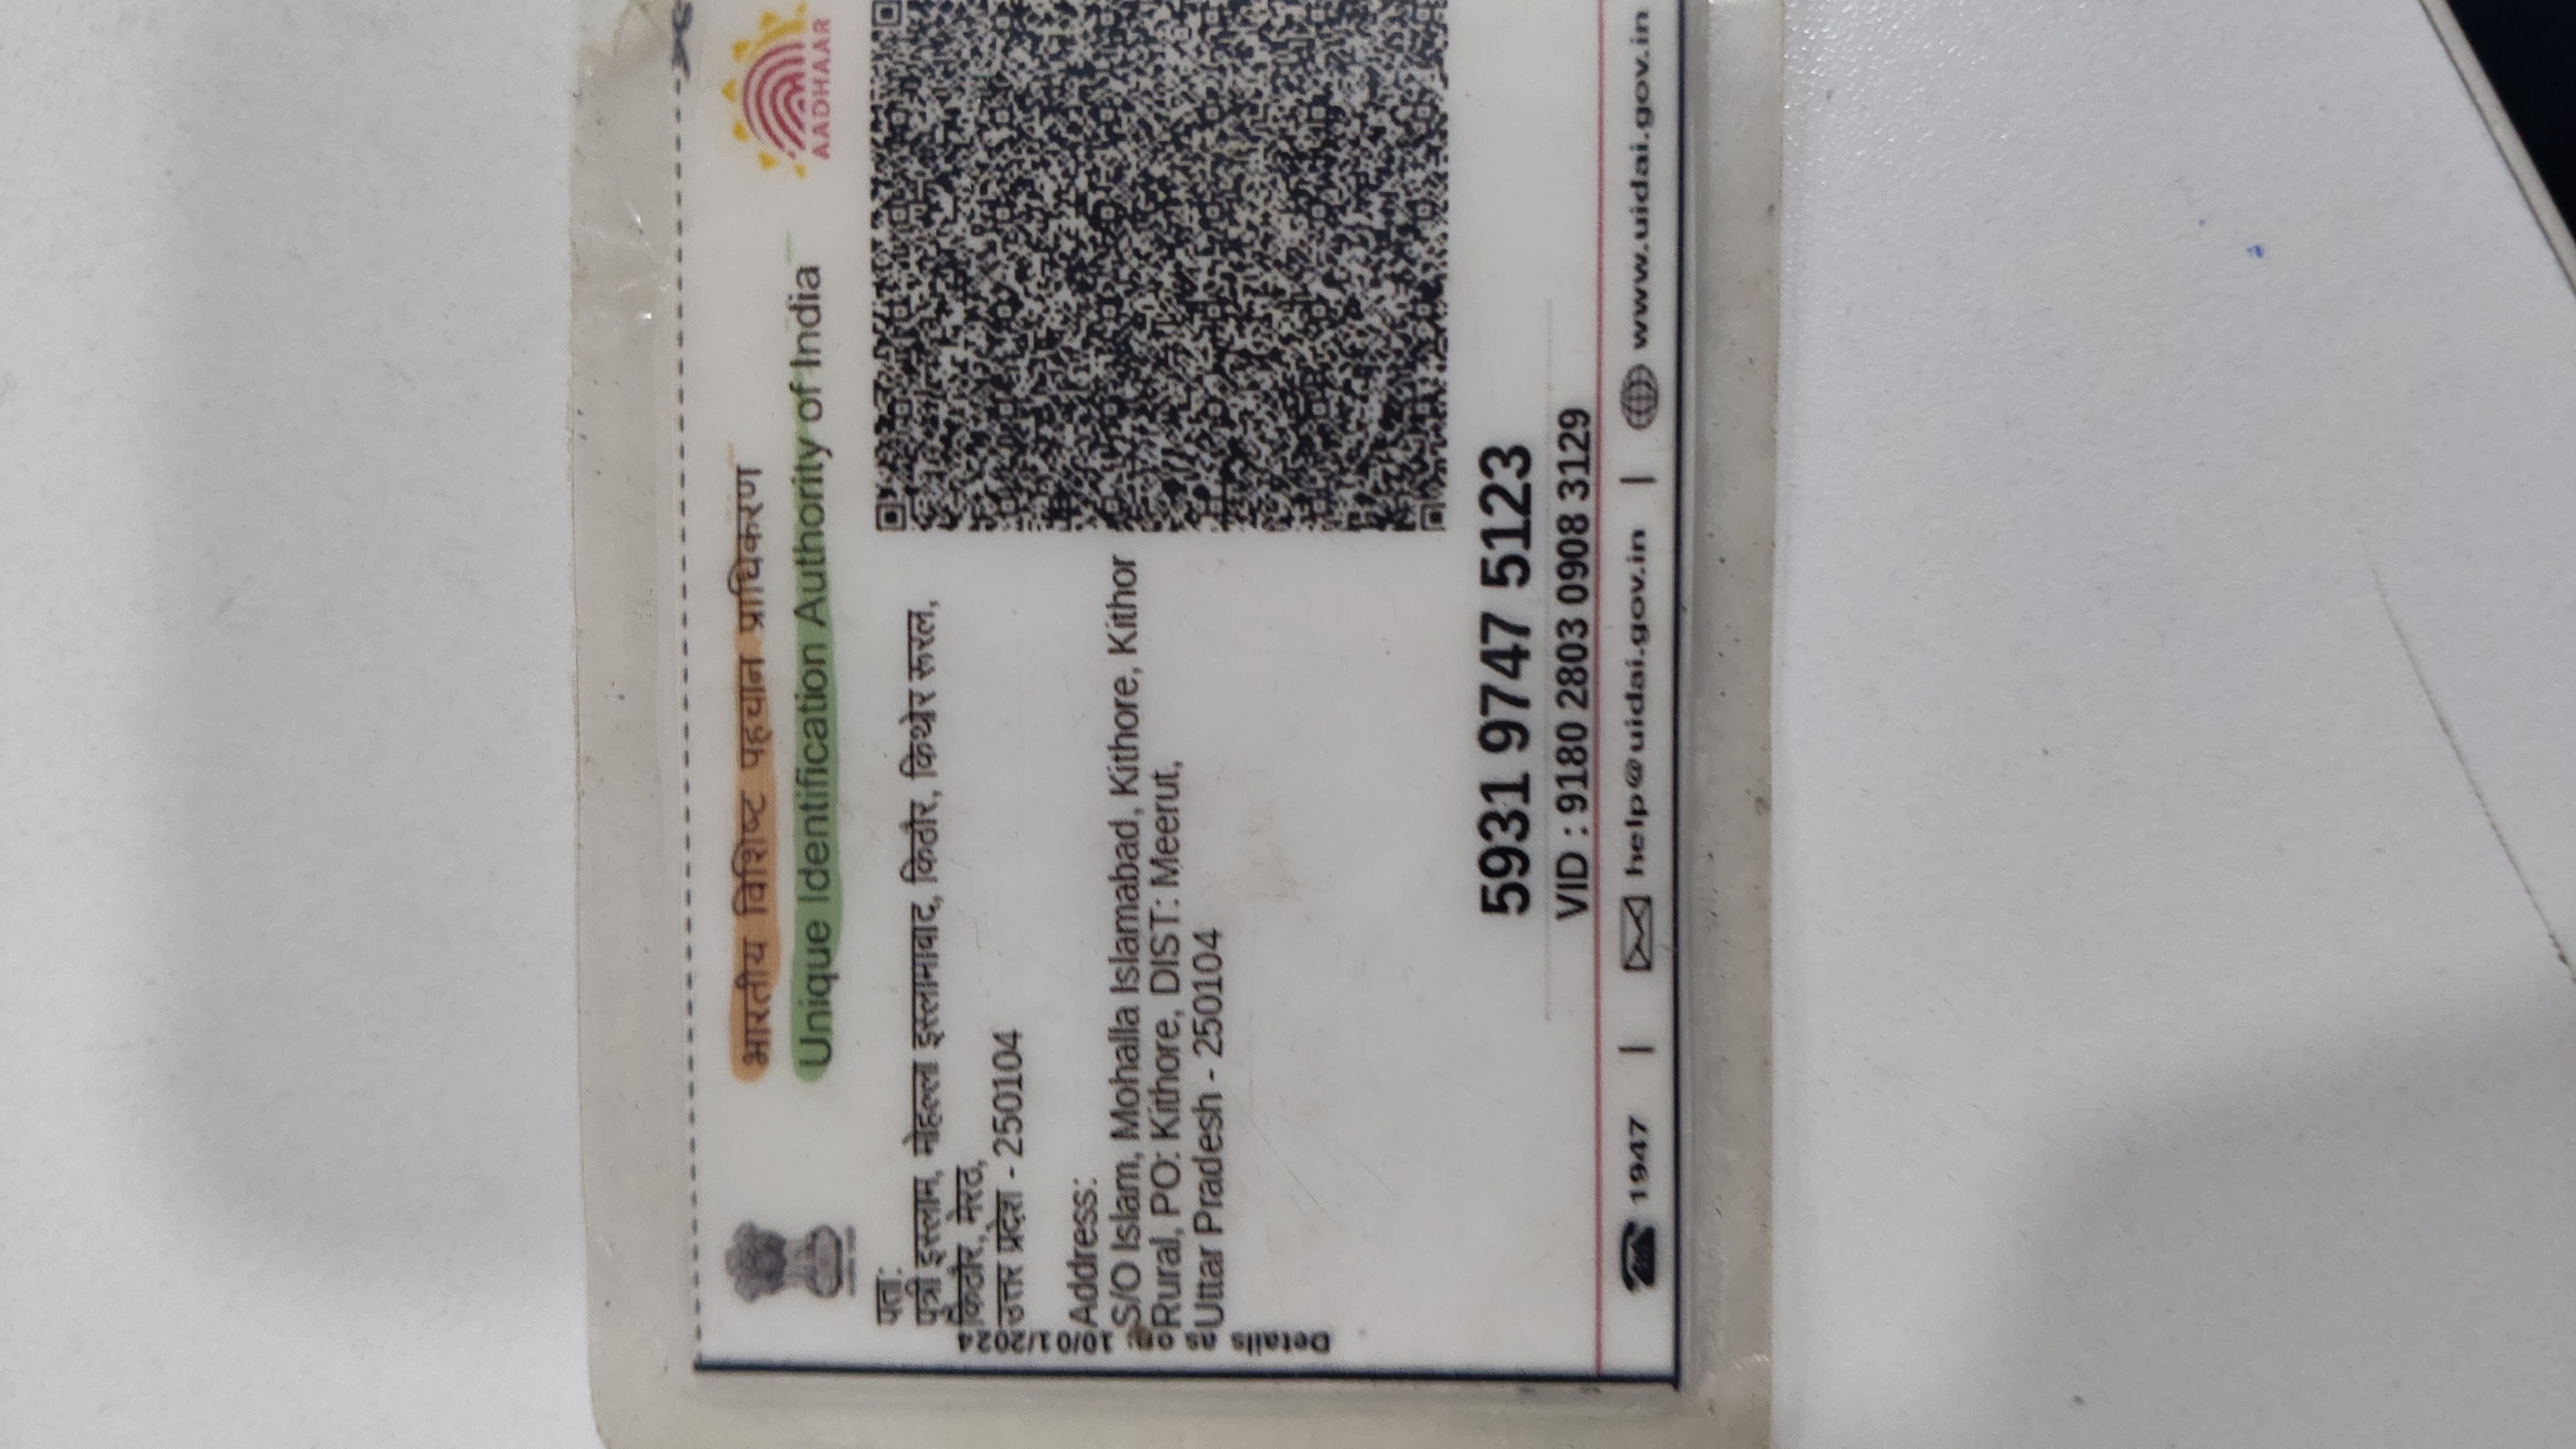 भारतीय विशिष्ट पहचान प्राधिकरण
Unique Identification Authority of India
AADHAAR
पता:
पुत्री इस्लाम, मोहल्ला इस्लामाबाद, किठौर, किथोर रूरल,
किठौर, मेरठ,
उत्तर प्रदेश - 250104
Address:
S/O Islam, Mohalla Islamabad, Kithore, Kithor
Rural, PO: Kithore, DIST: Meerut,
Uttar Pradesh - 250104
Details as on: 10/01/2024
5931 9747 5123
VID : 9180 2803 0908 3129
1947 | help@uidai.gov.in | www.uidai.gov.in